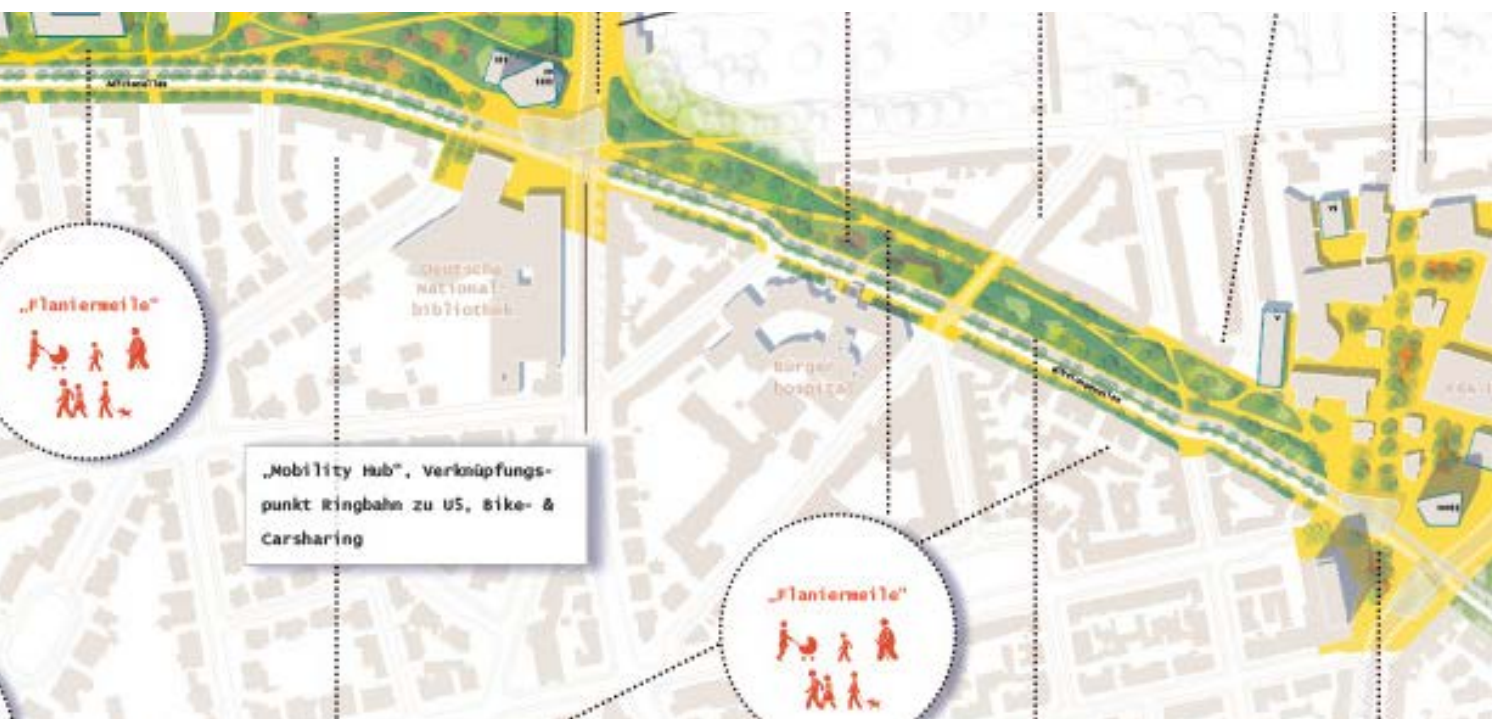 „Flaniermeile"
Deutsche
National-
bibliothek
Bürger
hospital
„Mobility Hub", Verknüpfungs-
punkt Ringbahn zu U5, Bike- &
Carsharing
„Flaniermeile"